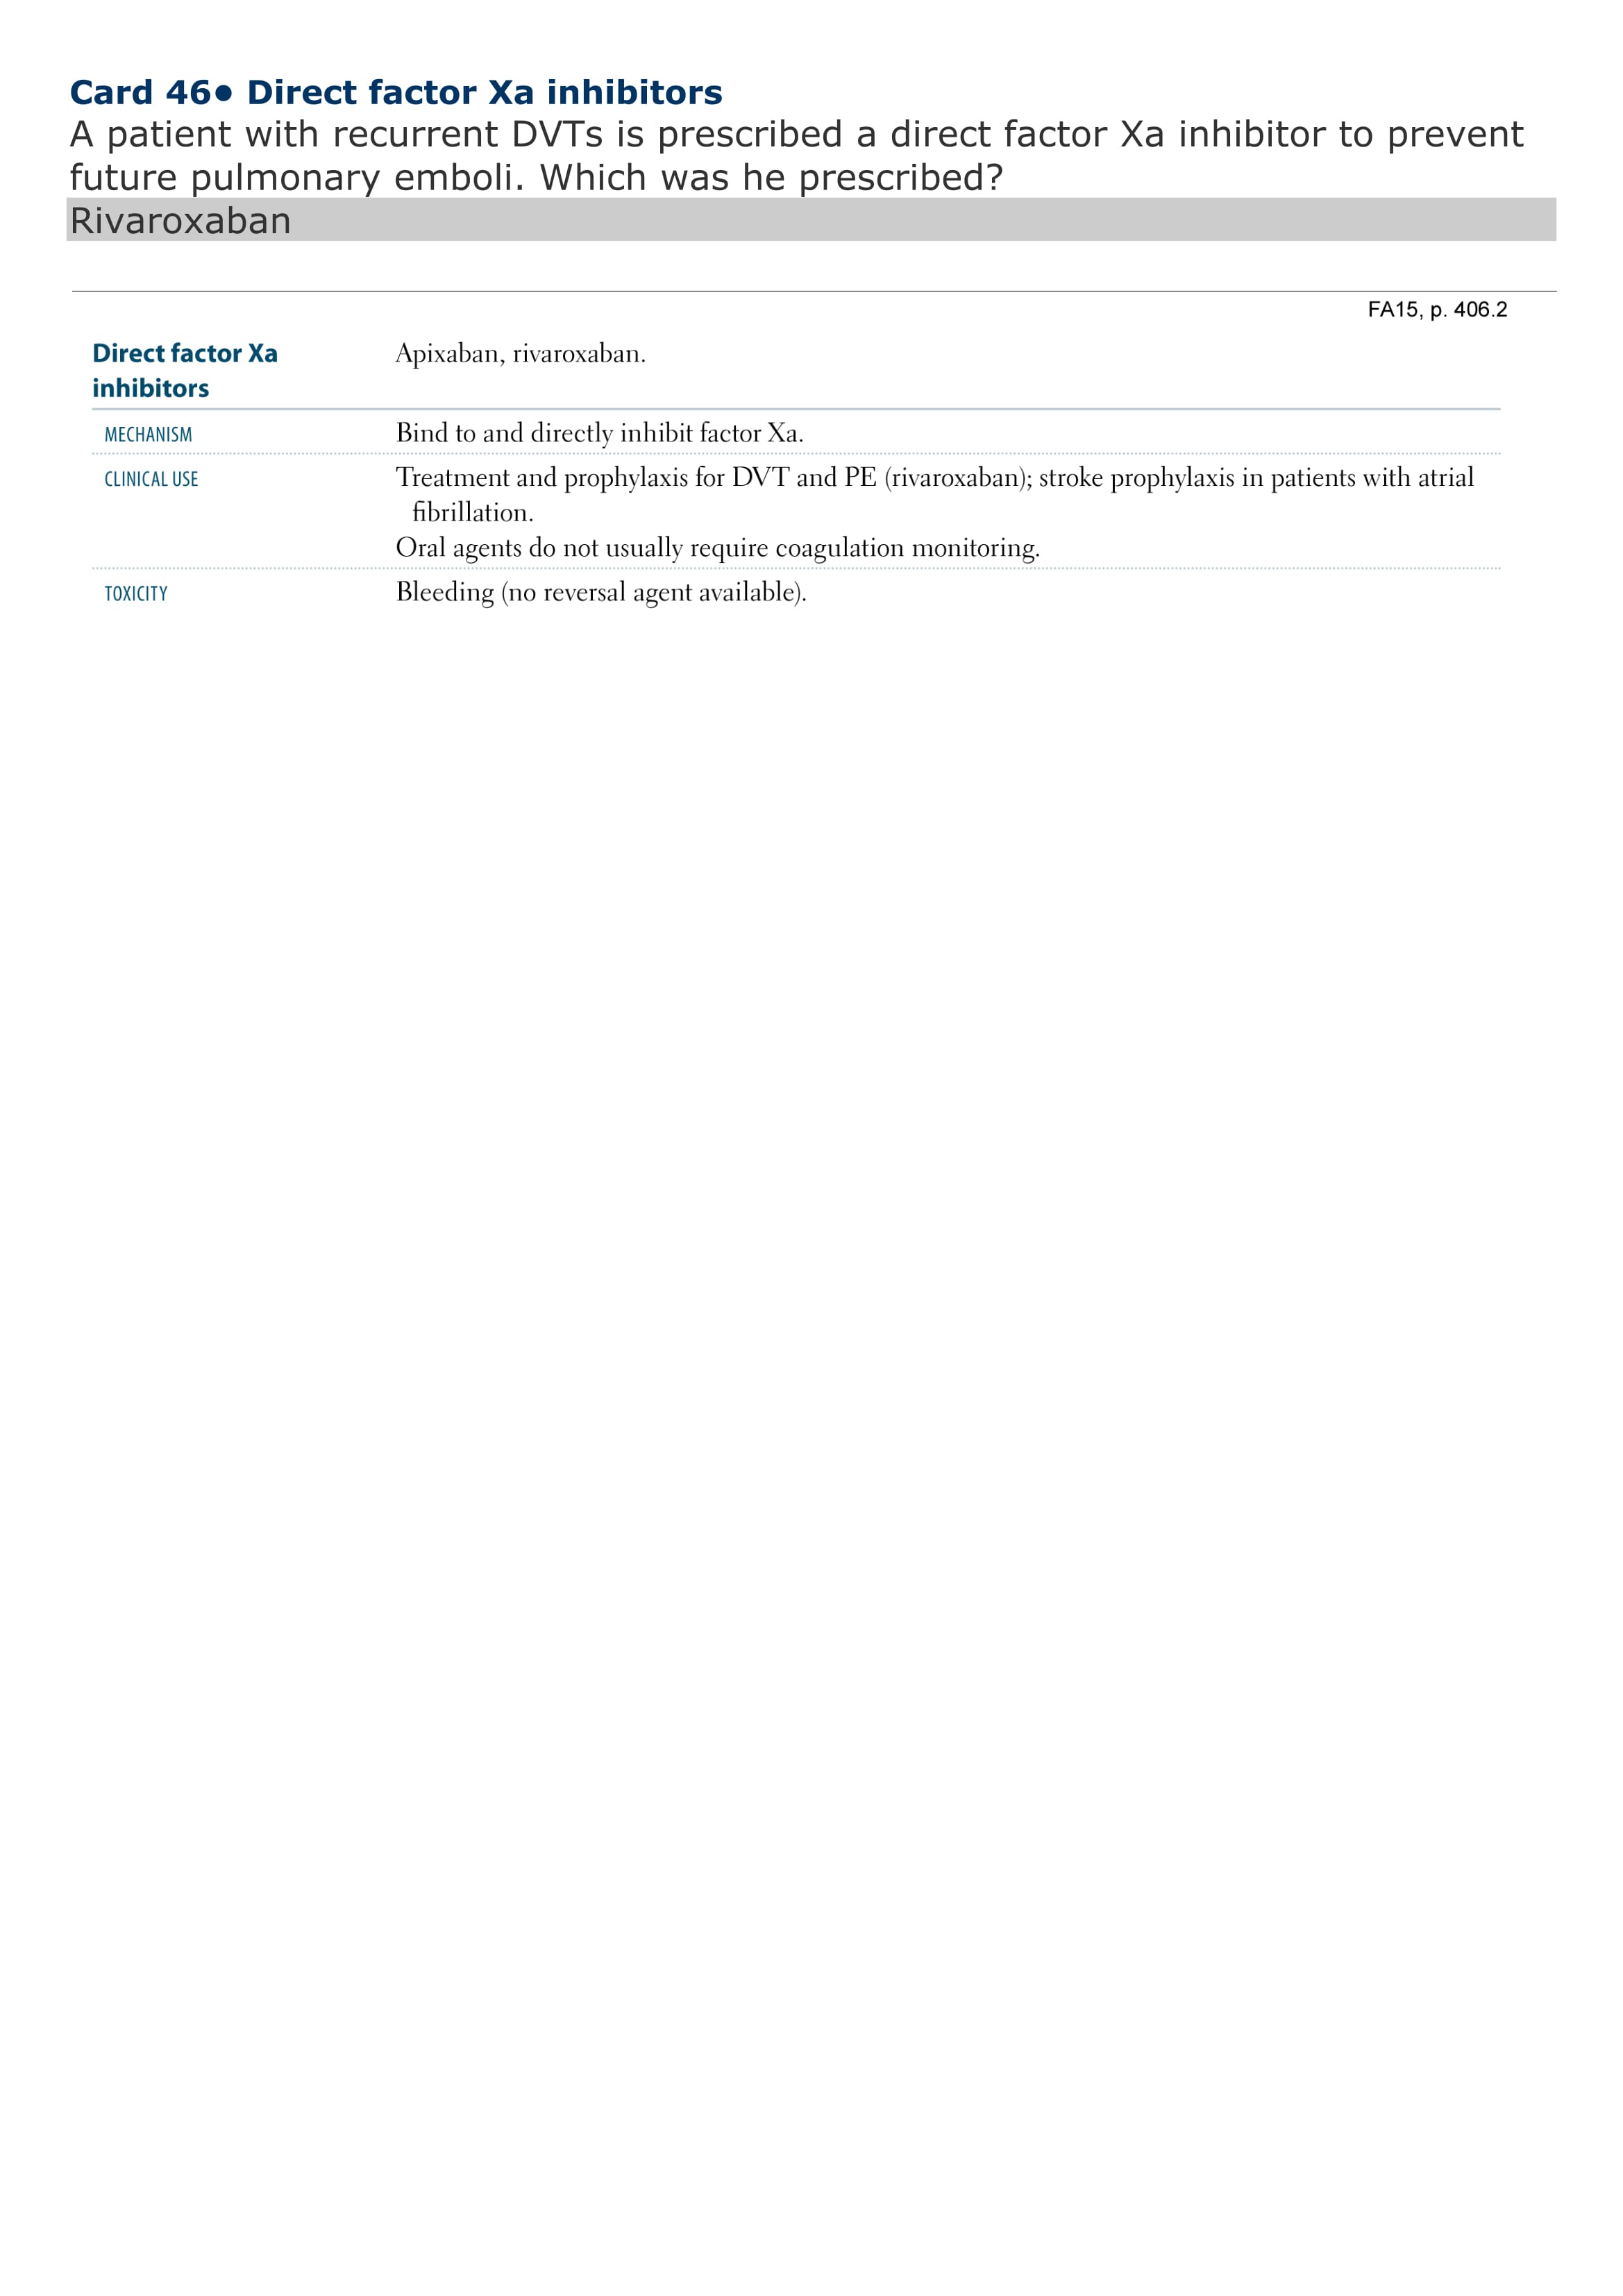 Card 46● Direct factor Xa inhibitors
A patient with recurrent DVTs is prescribed a direct factor Xa inhibitor to prevent
future pulmonary emboli. Which was he prescribed?
Rivaroxaban
FA15, p. 406.2
Direct factor Xa
inhibitors
Apixaban, rivaroxaban.
MECHANISM
Bind to and directly inhibit factor Xa.
CLINICAL USE
Treatment and prophylaxis for DVT and PE (rivaroxaban); stroke prophylaxis in patients with atrial
fibrillation.
Oral agents do not usually require coagulation monitoring.
TOXICITY
Bleeding (no reversal agent available).